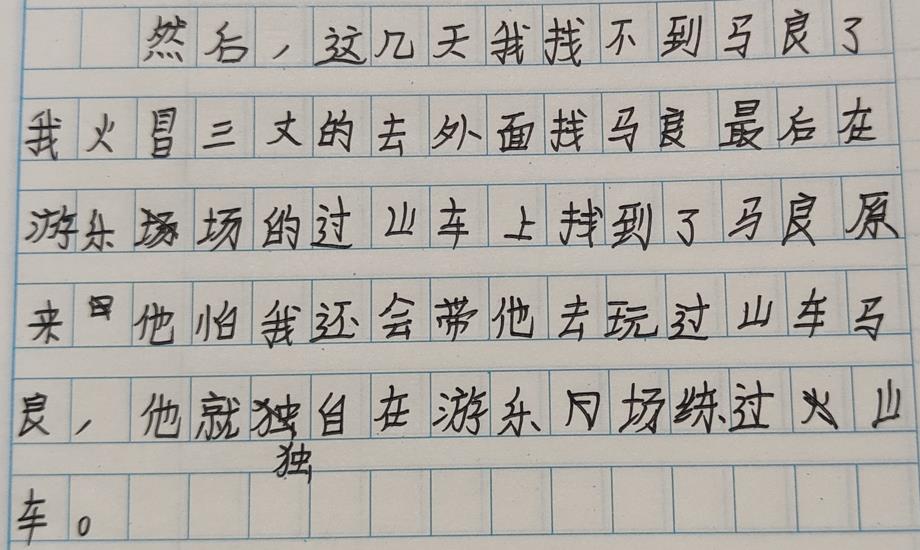 然后，这几天我找不到马良了
我火冒三丈的去外面找马良最后在
游乐场场的过山车上找到了马良原
来他怕我还会带他去玩过山车马
良，他就独自在游乐场练过山
独
车。